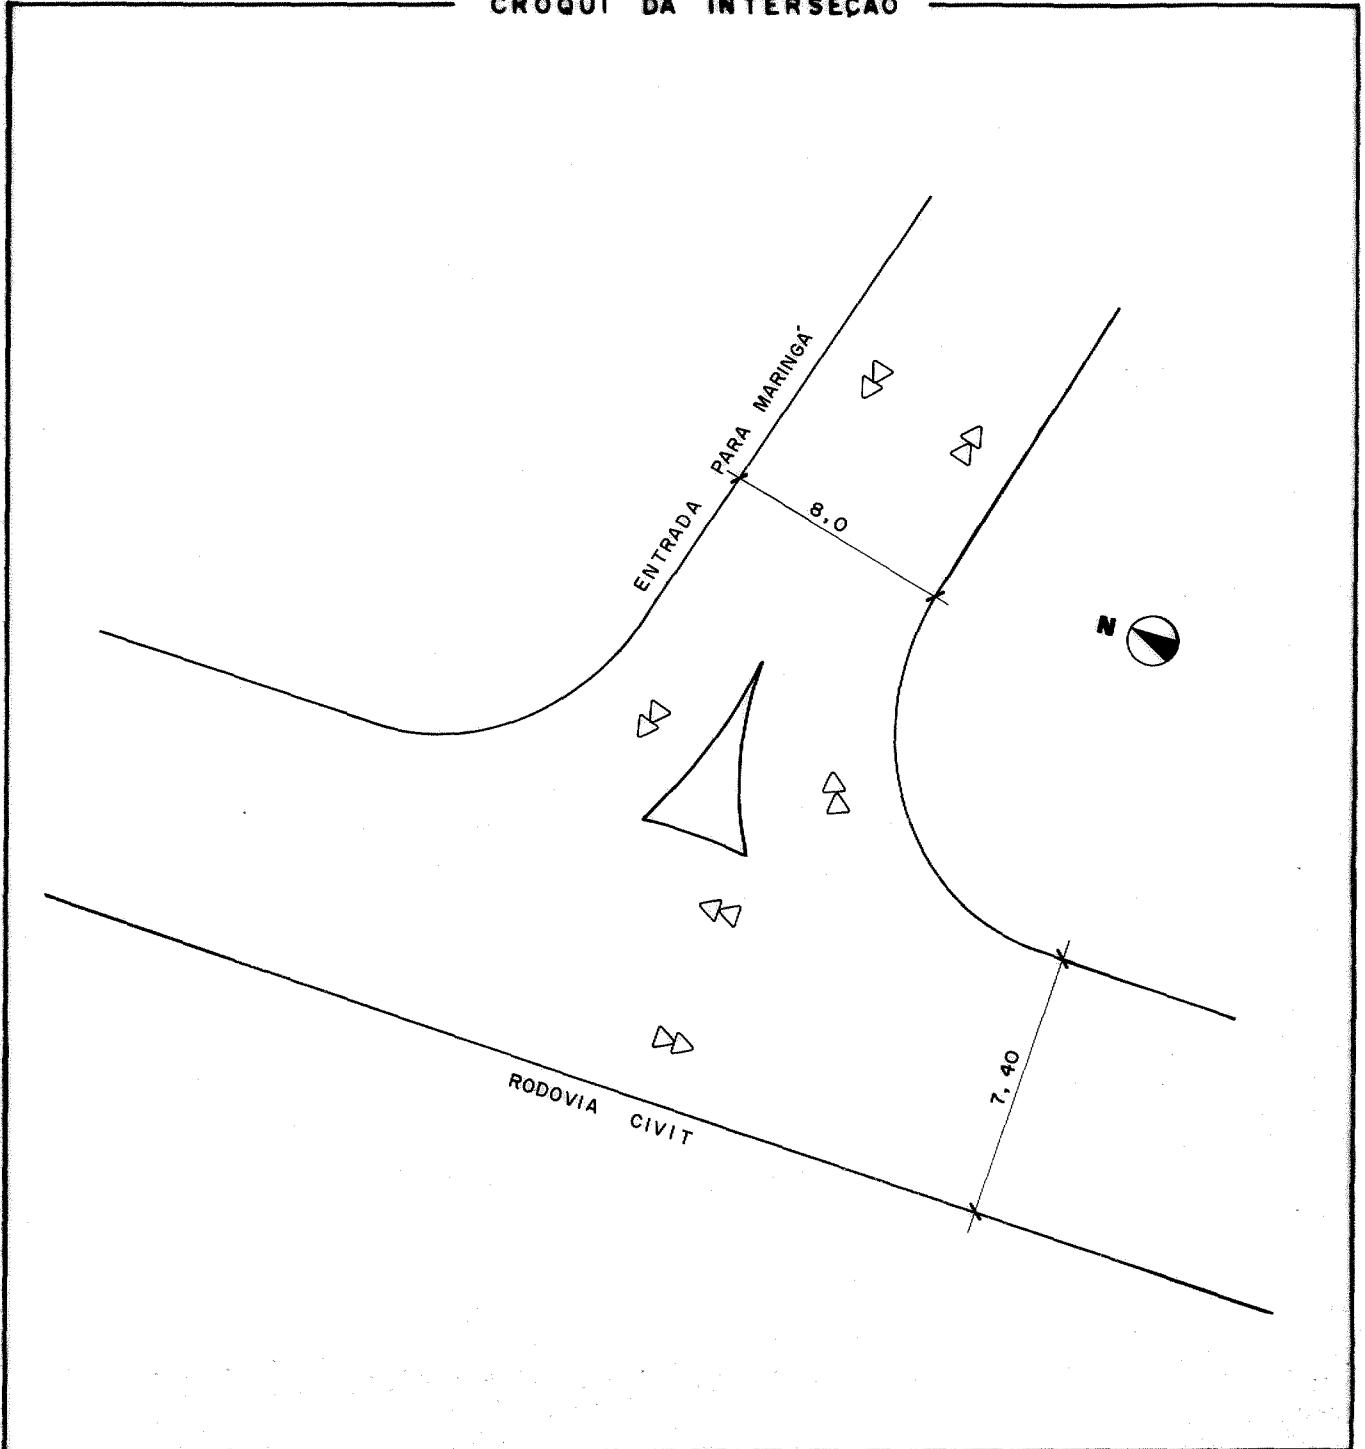 CROQUI DA INTERSEÇÃO
ENTRADA PARA MARINGÁ
8,0
N
7,40
RODOVIA CIVIT